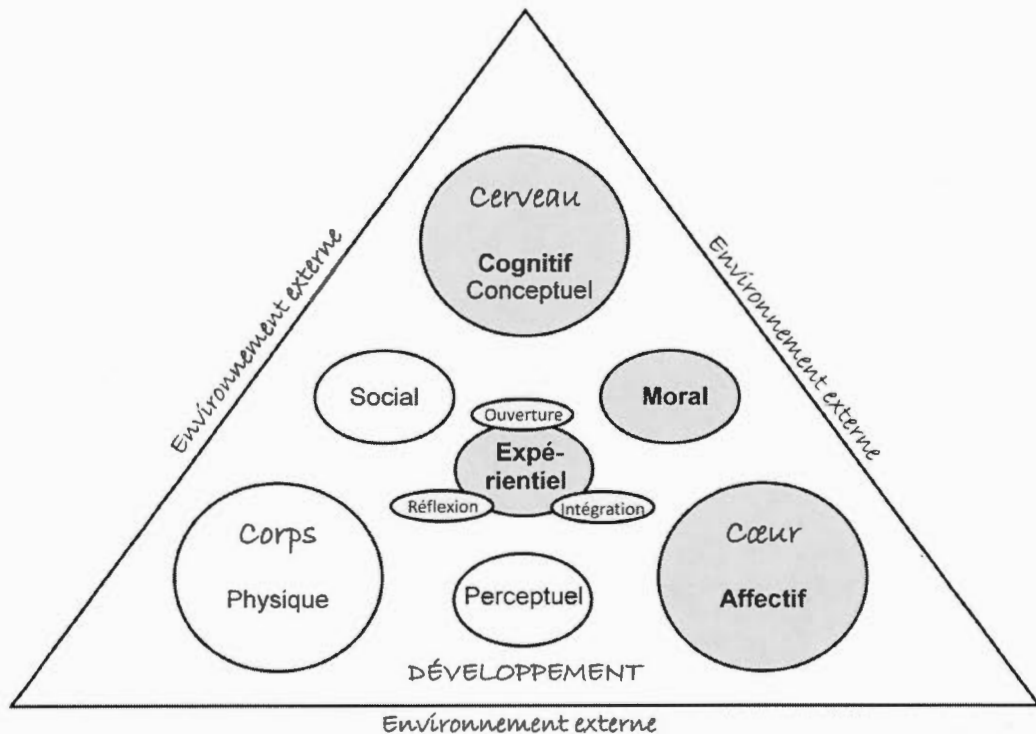 Cerveau
Cognitif
Conceptuel
Environnement externe
Environnement externe
Social
Moral
Ouverture
Expé-
rientiel
Réflexion
Intégration
Corps
Physique
Perceptuel
Cœur
Affectif
DÉVELOPPEMENT
Environnement externe